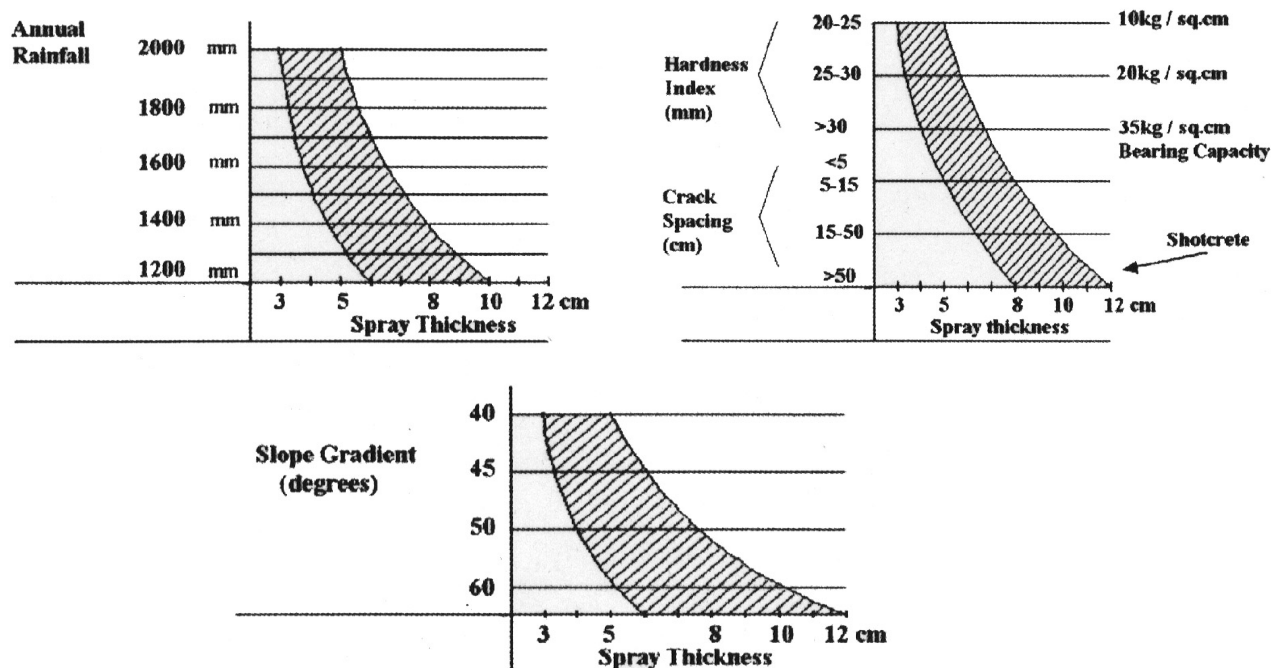 Annual
Rainfall
2000 mm
1800 mm
1600 mm
1400 mm
1200 mm
3 5 8 10 12 cm
Spray Thickness
Hardness
Index
(mm)
20-25
25-30
>30
10kg / sq.cm
20kg / sq.cm
35kg / sq.cm
Bearing Capacity
Crack
Spacing
(cm)
<5
5-15
15-50
>50
Shotcrete
3 5 8 10 12 cm
Spray thickness
Slope Gradient
(degrees)
40
45
50
60
3 5 8 10 12 cm
Spray Thickness